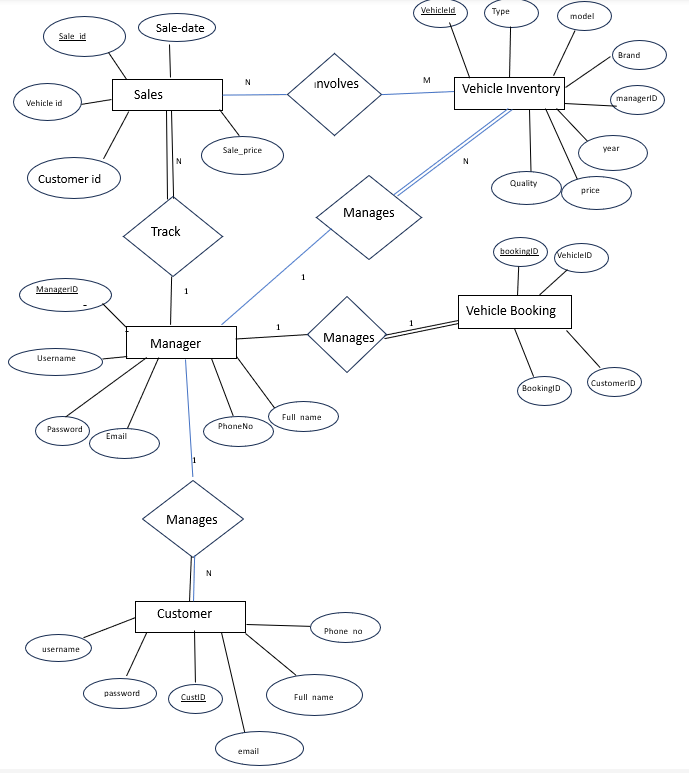 VehicleId
Type
model
Sale_id
Sale-date
Brand
Sales
N
Involves
M
Vehicle Inventory
managerID
Vehicle id
Sale_price
year
N
N
Customer id
Quality
price
Manages
Track
bookingID
VehicleID
1
1
ManagerID
Vehicle Booking
1
1
Manager
Manages
Username
BookingID
CustomerID
Password
Email
PhoneNo
Full name
1
Manages
N
Customer
Phone no
username
password
CustID
Full name
email